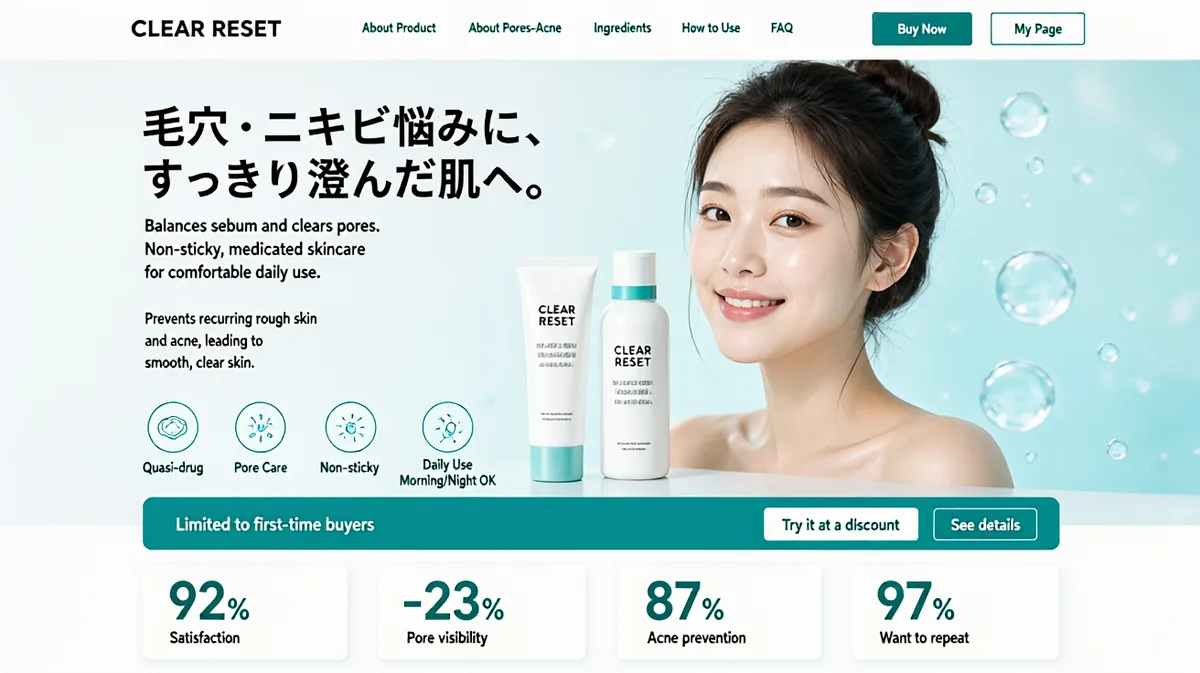 CLEAR RESET
About Product
About Pores-Acne
Ingredients
How to Use
FAQ
Buy Now
My Page
毛穴・ニキビ悩みに、
すっきり澄んだ肌へ。
Balances sebum and clears pores.
Non-sticky, medicated skincare
for comfortable daily use.
Prevents recurring rough skin
and acne, leading to
smooth, clear skin.
CLEAR
RESET
CLEAR
RESET
Quasi-drug
Pore Care
Non-sticky
Daily Use
Morning/Night OK
Limited to first-time buyers
Try it at a discount
See details
92%
Satisfaction
-23%
Pore visibility
87%
Acne prevention
97%
Want to repeat